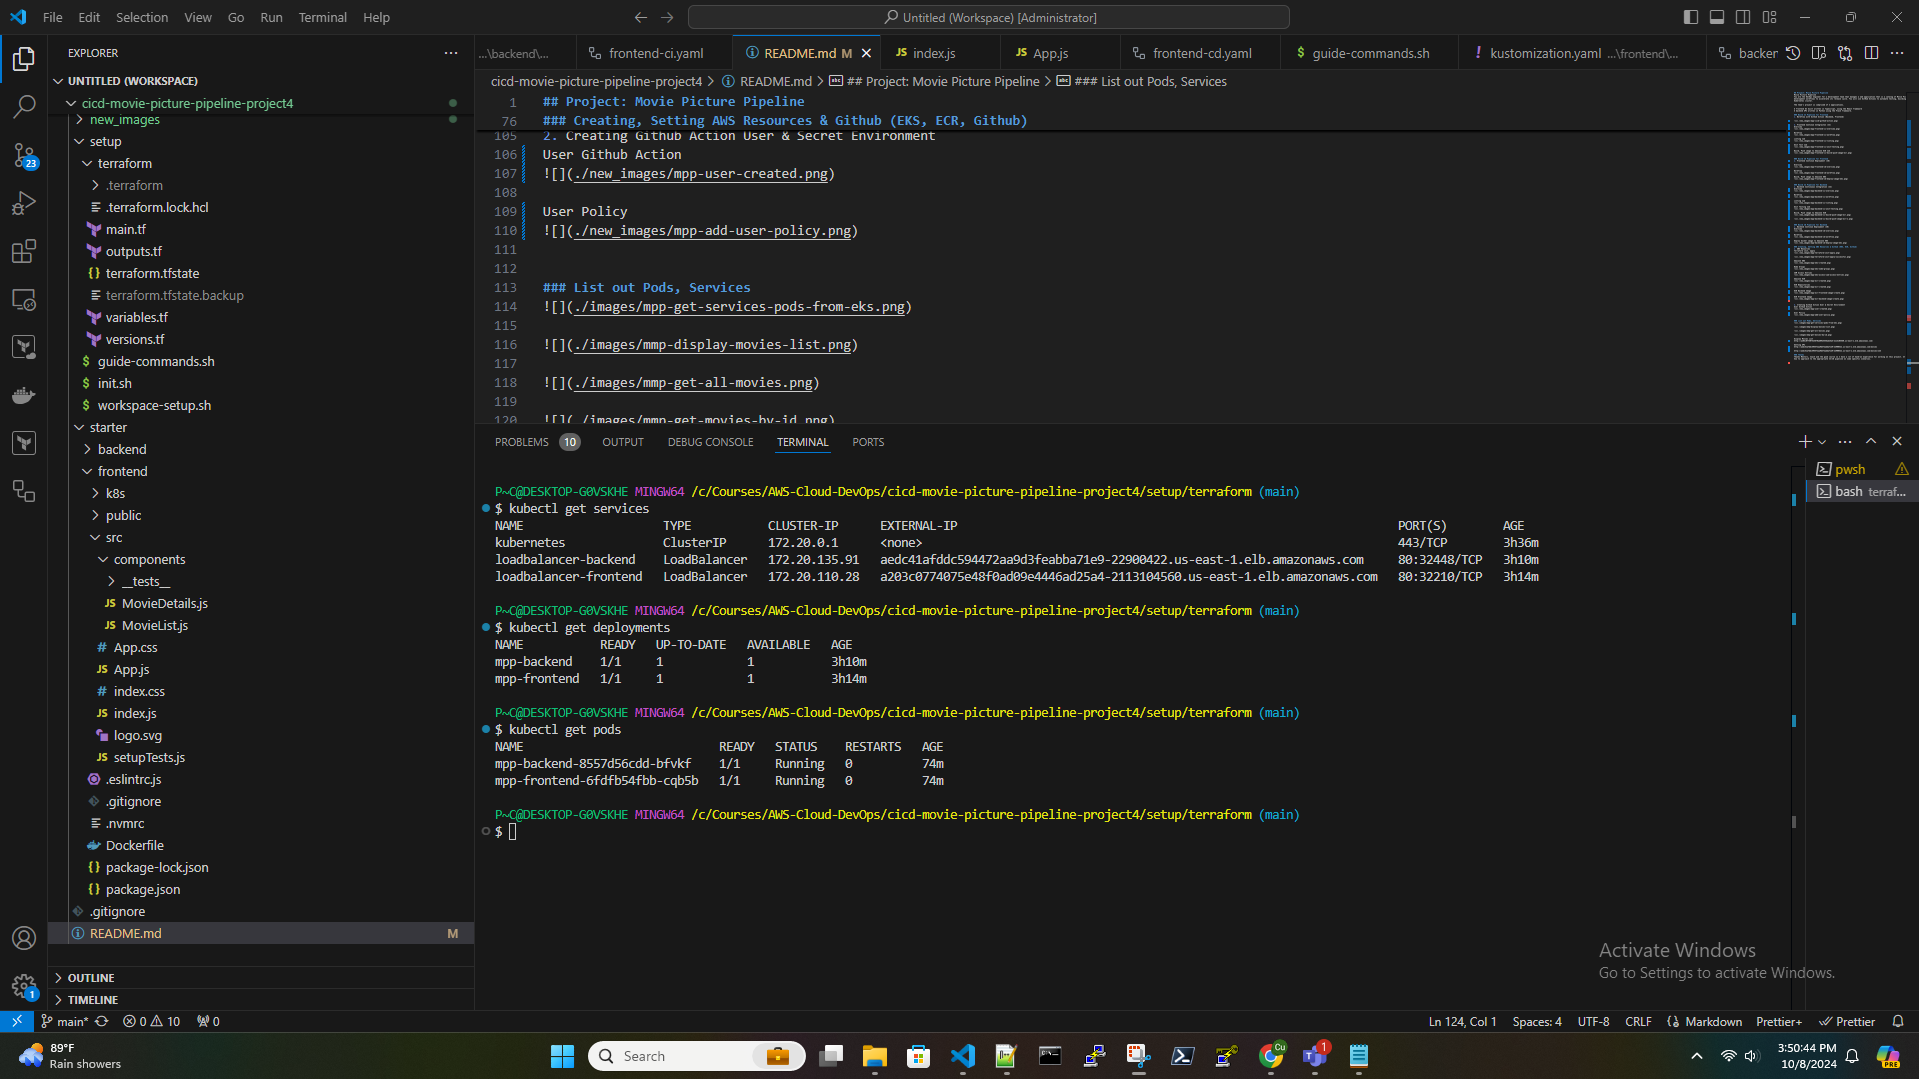 File Edit Selection View Go Run Terminal Help
Untitled (Workspace) [Administrator]
EXPLORER
UNTITLED (WORKSPACE)
cicd-movie-picture-pipeline-project4
new_images
setup
terraform
.terraform
.terraform.lock.hcl
main.tf
outputs.tf
terraform.tfstate
terraform.tfstate.backup
variables.tf
versions.tf
guide-commands.sh
init.sh
workspace-setup.sh
starter
backend
frontend
k8s
public
src
components
__tests__
MovieDetails.js
MovieList.js
App.css
App.js
index.css
index.js
logo.svg
setupTests.js
.eslintrc.js
.gitignore
.nvmrc
Dockerfile
package-lock.json
package.json
.gitignore
README.md M
OUTLINE
TIMELINE
23
1
...\backend\... frontend-ci.yaml README.md M index.js App.js frontend-cd.yaml guide-commands.sh kustomization.yaml ...\frontend\... backer
cicd-movie-picture-pipeline-project4 > README.md > ## Project: Movie Picture Pipeline > ### List out Pods, Services
1 ## Project: Movie Picture Pipeline
76 ### Creating, Setting AWS Resources & Github (EKS, ECR, Github)
105 2. Creating Github Action User & Secret Environment
106 User Github Action
107 ![](./new_images/mpp-user-created.png)
108
109 User Policy
110 ![](./new_images/mpp-add-user-policy.png)
111
112
113 ### List out Pods, Services
114 ![](./images/mpp-get-services-pods-from-eks.png)
115
116 ![](./images/mmp-display-movies-list.png)
117
118 ![](./images/mmp-get-all-movies.png)
119
120 ![](./images/mmp-get-movies-by-id.png)
PROBLEMS 10 OUTPUT DEBUG CONSOLE TERMINAL PORTS
pwsh
bash terraf...
P~C@DESKTOP-G0VSKHE MINGW64 /c/Courses/AWS-Cloud-DevOps/cicd-movie-picture-pipeline-project4/setup/terraform (main)
$ kubectl get services
NAME TYPE CLUSTER-IP EXTERNAL-IP PORT(S) AGE
kubernetes ClusterIP 172.20.0.1 <none> 443/TCP 3h36m
loadbalancer-backend LoadBalancer 172.20.135.91 aedc41afddc594472aa9d3feabba71e9-22900422.us-east-1.elb.amazonaws.com 80:32448/TCP 3h10m
loadbalancer-frontend LoadBalancer 172.20.110.28 a203c0774075e48f0ad09e4446ad25a4-2113104560.us-east-1.elb.amazonaws.com 80:32210/TCP 3h14m
P~C@DESKTOP-G0VSKHE MINGW64 /c/Courses/AWS-Cloud-DevOps/cicd-movie-picture-pipeline-project4/setup/terraform (main)
$ kubectl get deployments
NAME READY UP-TO-DATE AVAILABLE AGE
mpp-backend 1/1 1 1 3h10m
mpp-frontend 1/1 1 1 3h14m
P~C@DESKTOP-G0VSKHE MINGW64 /c/Courses/AWS-Cloud-DevOps/cicd-movie-picture-pipeline-project4/setup/terraform (main)
$ kubectl get pods
NAME READY STATUS RESTARTS AGE
mpp-backend-8557d56cdd-bfvkf 1/1 Running 0 74m
mpp-frontend-6fdfb54fbb-cqb5b 1/1 Running 0 74m
P~C@DESKTOP-G0VSKHE MINGW64 /c/Courses/AWS-Cloud-DevOps/cicd-movie-picture-pipeline-project4/setup/terraform (main)
$
Activate Windows
Go to Settings to activate Windows.
main* 0 10 0
Ln 124, Col 1 Spaces: 4 UTF-8 CRLF Markdown Prettier+ Prettier
89°F
Rain showers
Search
Cu
1
3:50:44 PM
10/8/2024
PRE